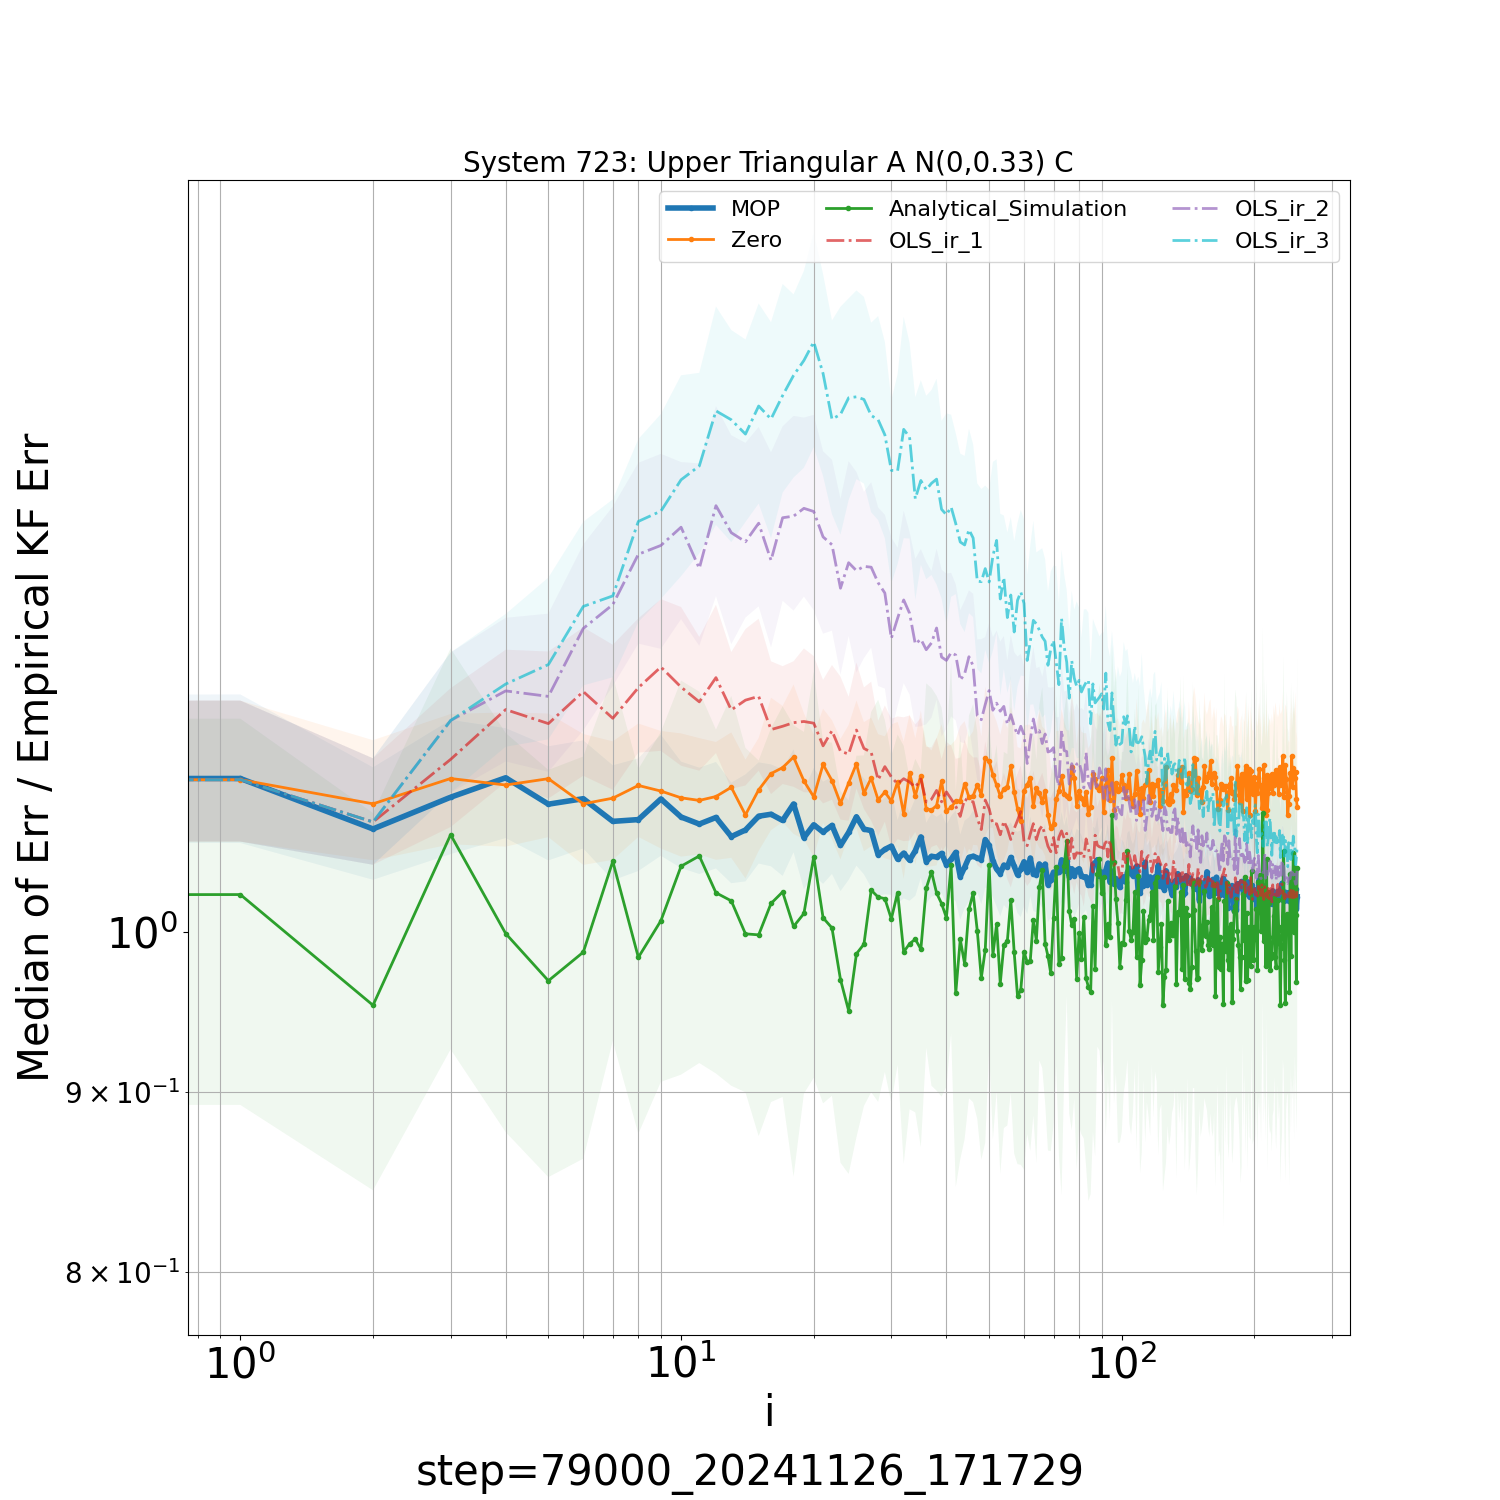 System 723: Upper Triangular A N(0,0.33) C
MOP
Zero
Analytical_Simulation
OLS_ir_1
OLS_ir_2
OLS_ir_3
Median of Err / Empirical KF Err
10⁰
9 × 10⁻¹
8 × 10⁻¹
10⁰ 10¹ 10²
i
step=79000_20241126_171729